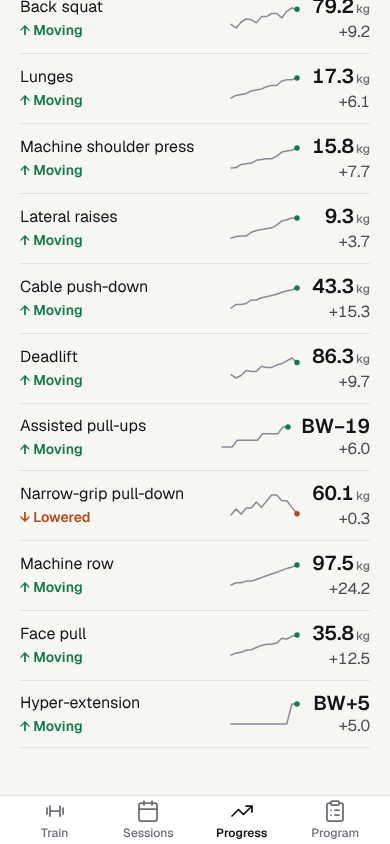 Back squat
79.2 kg
↑ Moving
+9.2
Lunges
17.3 kg
↑ Moving
+6.1
Machine shoulder press
15.8 kg
↑ Moving
+7.7
Lateral raises
9.3 kg
↑ Moving
+3.7
Cable push-down
43.3 kg
↑ Moving
+15.3
Deadlift
86.3 kg
↑ Moving
+9.7
Assisted pull-ups
BW−19
↑ Moving
+6.0
Narrow-grip pull-down
60.1 kg
↓ Lowered
+0.3
Machine row
97.5 kg
↑ Moving
+24.2
Face pull
35.8 kg
↑ Moving
+12.5
Hyper-extension
BW+5
↑ Moving
+5.0
Train
Sessions
Progress
Program